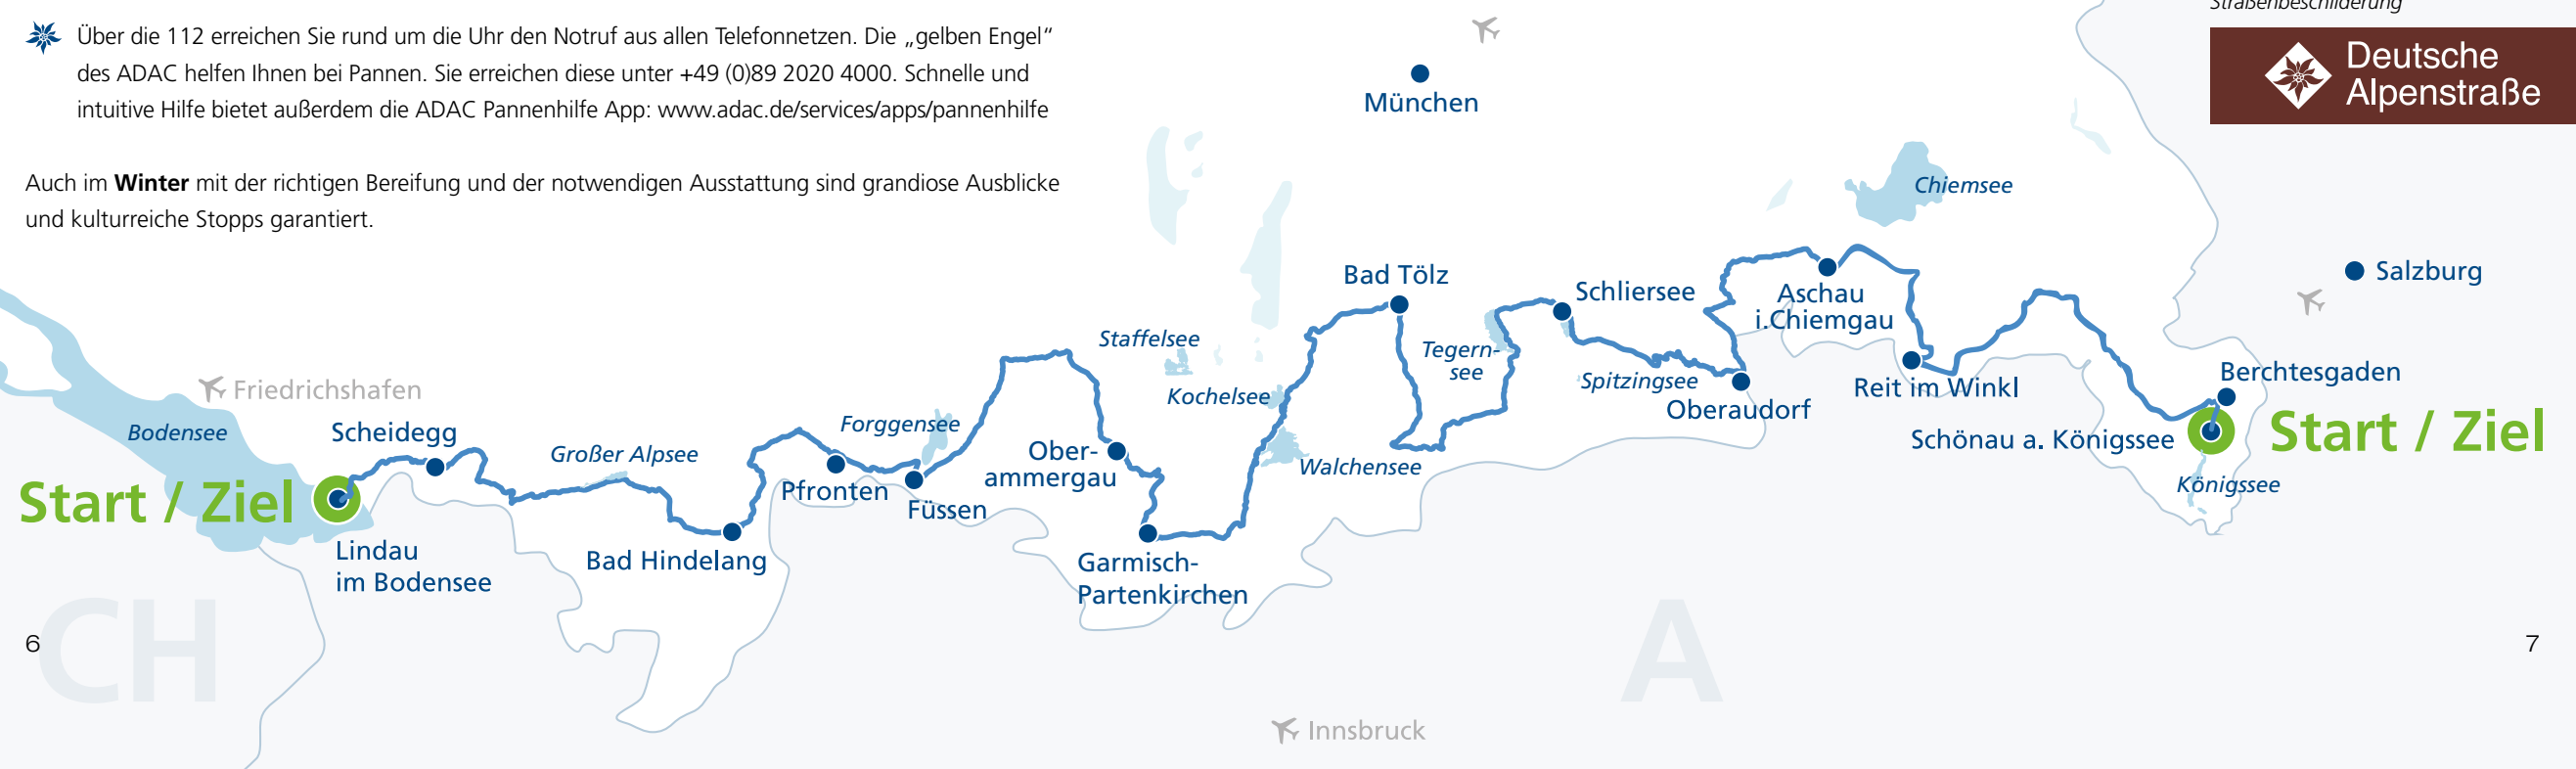 Straßenbeschilderung
Über die 112 erreichen Sie rund um die Uhr den Notruf aus allen Telefonnetzen. Die „gelben Engel“
des ADAC helfen Ihnen bei Pannen. Sie erreichen diese unter +49 (0)89 2020 4000. Schnelle und
intuitive Hilfe bietet außerdem die ADAC Pannenhilfe App: www.adac.de/services/apps/pannenhilfe
Auch im Winter mit der richtigen Bereifung und der notwendigen Ausstattung sind grandiose Ausblicke
und kulturreiche Stopps garantiert.
Deutsche
Alpenstraße
München
Chiemsee
Salzburg
Bad Tölz
Schliersee
Aschau
i.Chiemgau
Staffelsee
Tegern-
see
Kochelsee
Spitzingsee
Oberaudorf
Reit im Winkl
Berchtesgaden
Friedrichshafen
Bodensee
Scheidegg
Großer Alpsee
Forggensee
Ober-
ammergau
Walchensee
Schönau a. Königssee
Start / Ziel
Königssee
Start / Ziel
Pfronten
Füssen
Lindau
im Bodensee
Bad Hindelang
Garmisch-
Partenkirchen
CH
A
Innsbruck
6
7